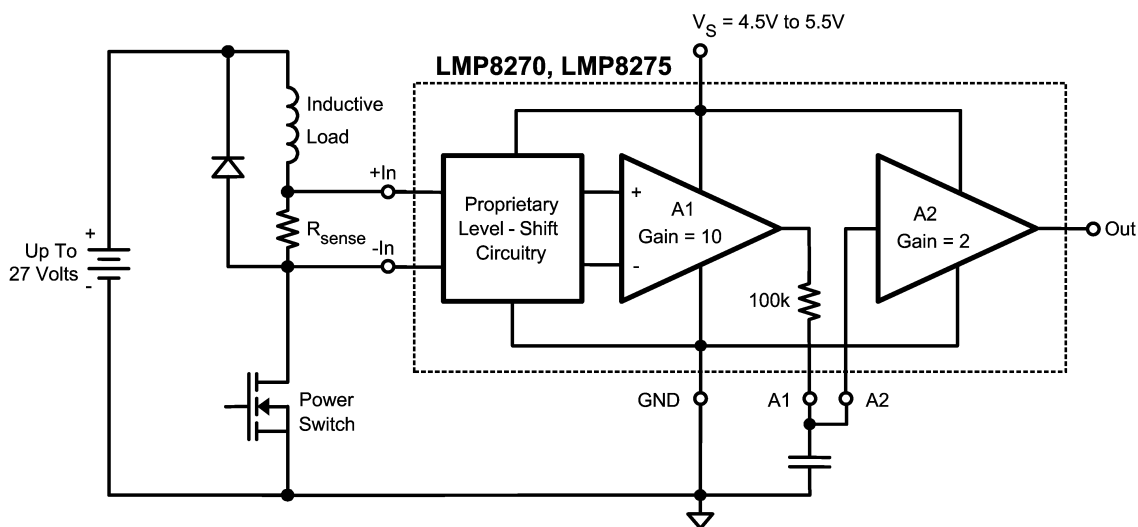 V_S = 4.5V to 5.5V
LMP8270, LMP8275
Inductive
Load
+In
R_sense
-In
Proprietary
Level - Shift
Circuitry
+
-
A1
Gain = 10
A2
Gain = 2
Out
+
Up To
27 Volts
-
100k
Power
Switch
GND
A1
A2